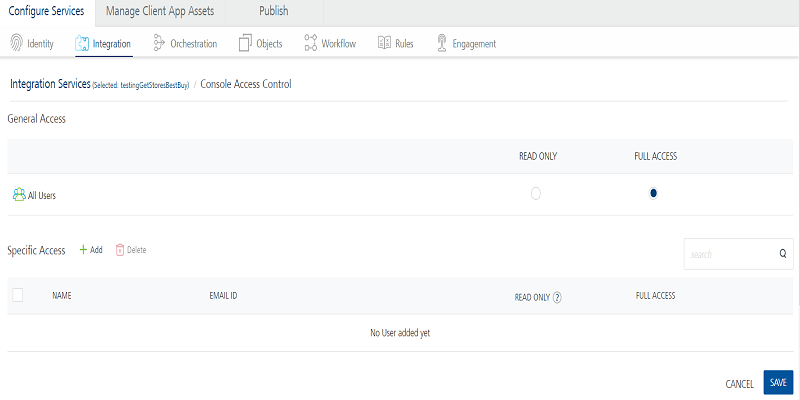 Configure Services Manage Client App Assets Publish
Identity Integration Orchestration Objects Workflow Rules Engagement
Integration Services (Selected: testingGetStoresBestBuy) / Console Access Control
General Access
READ ONLY FULL ACCESS
All Users
Specific Access + Add Delete search
NAME EMAIL ID READ ONLY ? FULL ACCESS
No User added yet
CANCEL SAVE